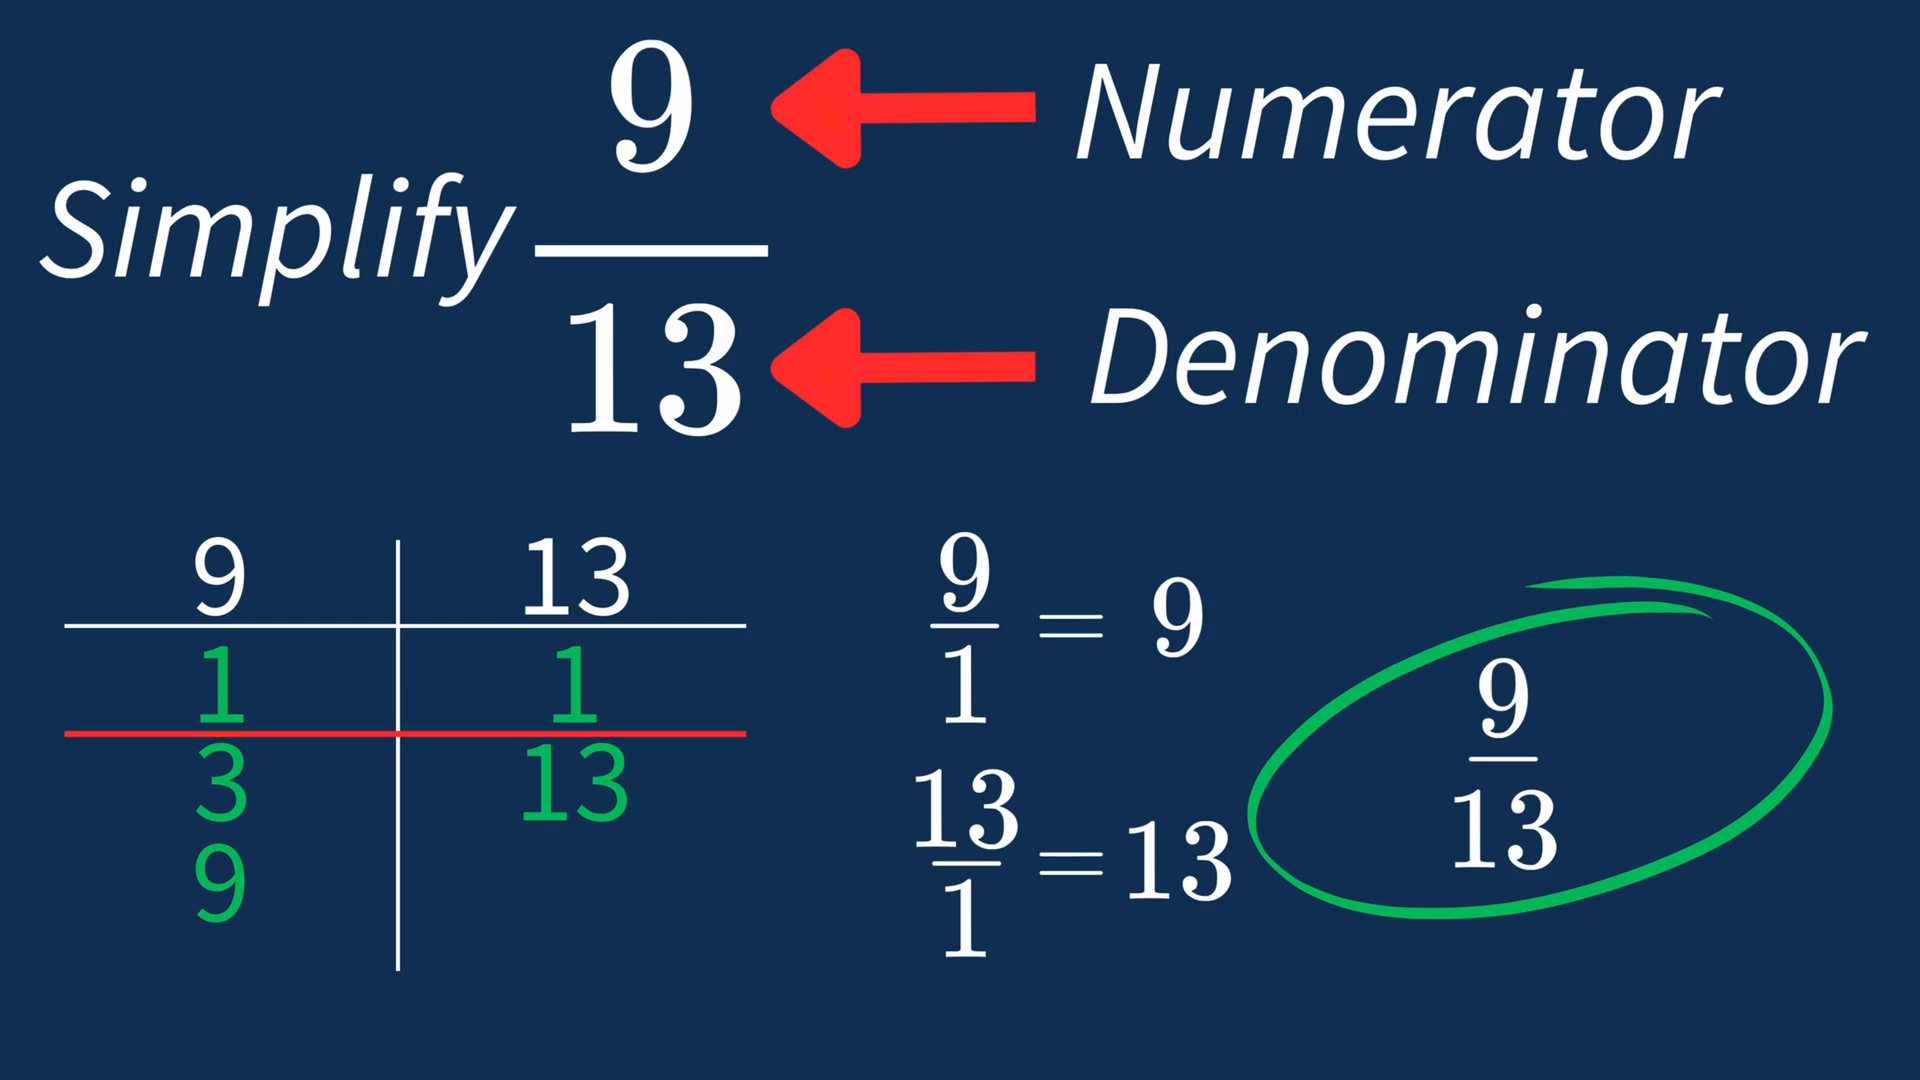 Simplify
9
13
Numerator
Denominator
9 13
1 1
3 13
9
9/1 = 9
13/1 = 13
9/13